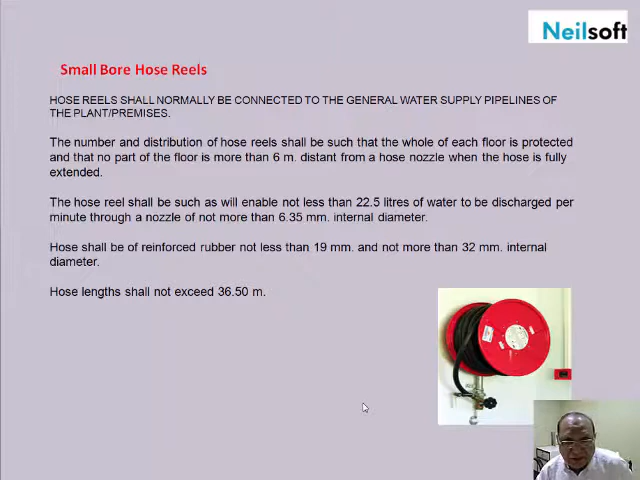 Neilsoft
Small Bore Hose Reels
HOSE REELS SHALL NORMALLY BE CONNECTED TO THE GENERAL WATER SUPPLY PIPELINES OF
THE PLANT/PREMISES.
The number and distribution of hose reels shall be such that the whole of each floor is protected
and that no part of the floor is more than 6 m. distant from a hose nozzle when the hose is fully
extended.
The hose reel shall be such as will enable not less than 22.5 litres of water to be discharged per
minute through a nozzle of not more than 6.35 mm. internal diameter.
Hose shall be of reinforced rubber not less than 19 mm. and not more than 32 mm. internal
diameter.
Hose lengths shall not exceed 36.50 m.